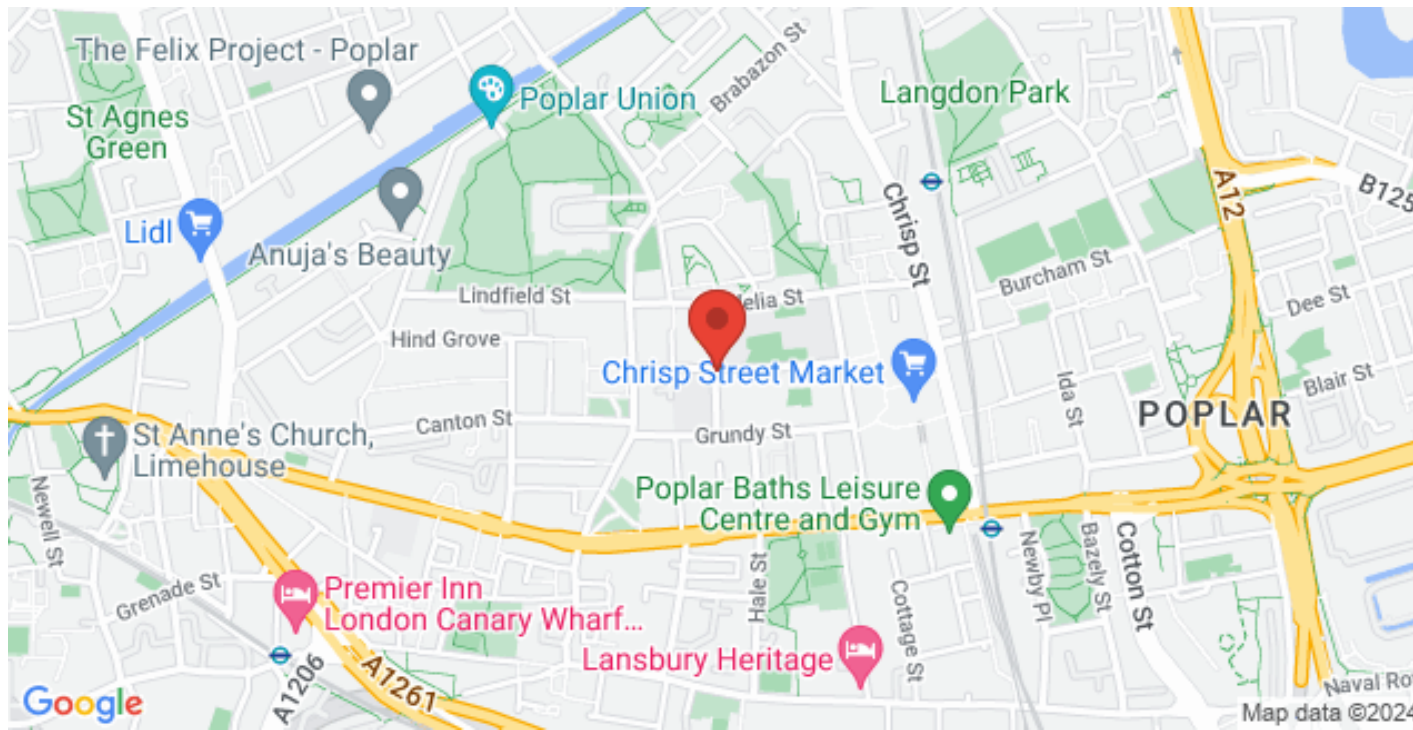 The Felix Project - Poplar
St Agnes
Green
Poplar Union
Brabazon St
Langdon Park
A12
B125
Lidl
Anuja's Beauty
Chrisp St
Burcham St
Lindfield St
delia St
Dee St
Hind Grove
Chrisp Street Market
Ida St
Blair St
Canton St
Grundy St
POPLAR
St Anne's Church,
Limehouse
Newell St
Poplar Baths Leisure
Centre and Gym
Grenade St
Premier Inn
London Canary Wharf...
Hale St
Cottage St
Newby Pl
Bazely St
Cotton St
Lansbury Heritage
A1206
A1261
Naval Ro
Google
Map data ©2024